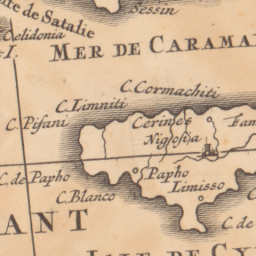 te de Satalie
Sessin
Celidonia
I.
MER DE CARAMA
C. Cormachiti
C. Limniti
C. Pifani
Cerines
Fam
Nigosia
C. de Papho
Papho
Limisso
C. Blanco
C. de
ANT
ISLE DE CY